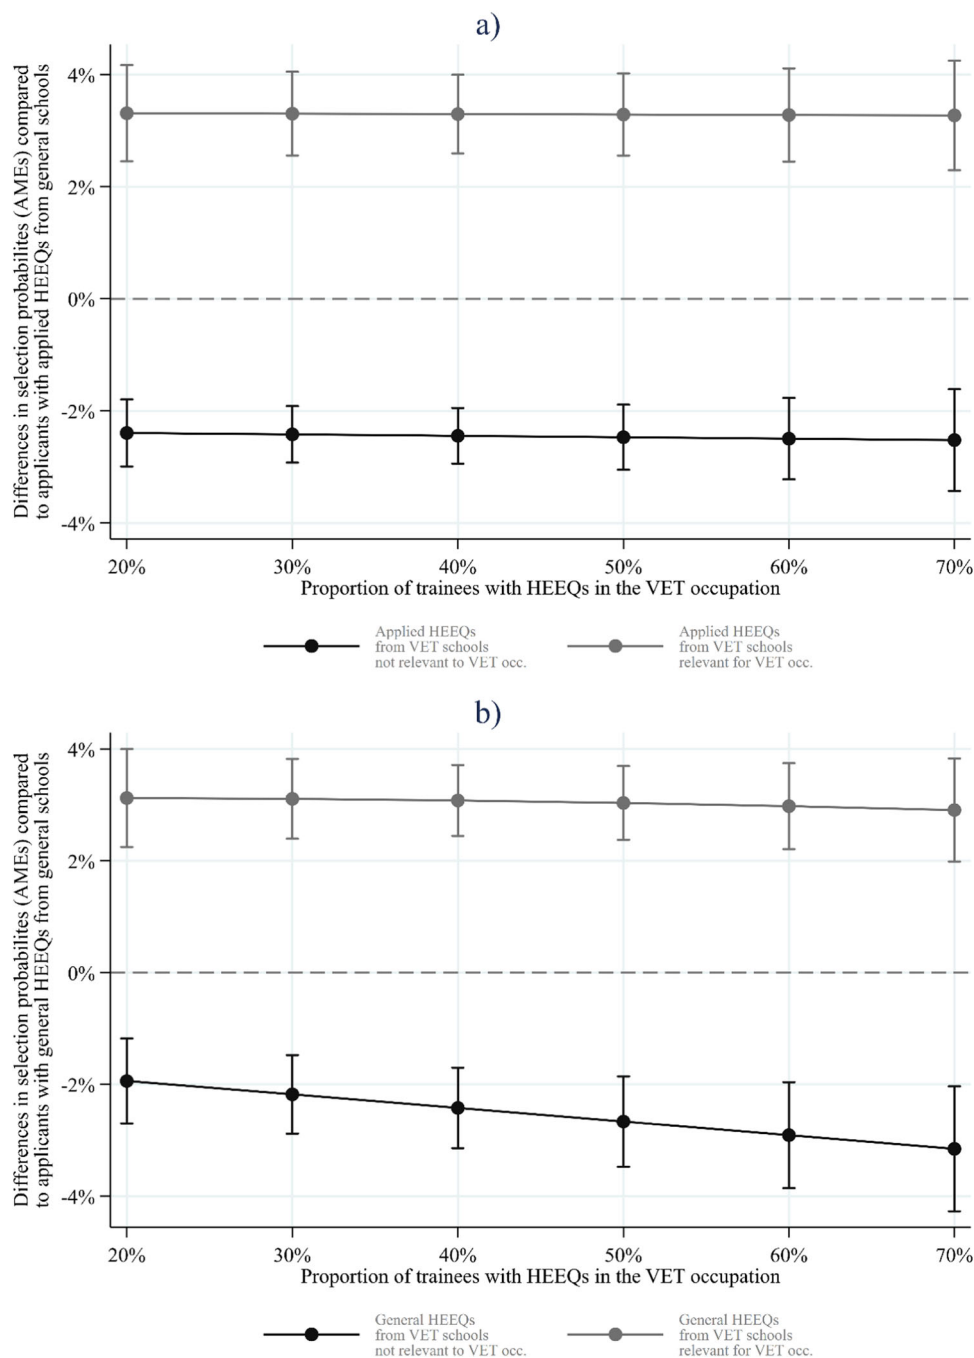 a)
Differences in selection probabilites (AMEs) compared
to applicants with applied HEEQs from general schools
4%
2%
0%
-2%
-4%
20% 30% 40% 50% 60% 70%
Proportion of trainees with HEEQs in the VET occupation
Applied HEEQs
from VET schools
not relevant to VET occ.
Applied HEEQs
from VET schools
relevant for VET occ.
b)
Differences in selection probabilites (AMEs) compared
to applicants with general HEEQs from general schools
4%
2%
0%
-2%
-4%
20% 30% 40% 50% 60% 70%
Proportion of trainees with HEEQs in the VET occupation
General HEEQs
from VET schools
not relevant to VET occ.
General HEEQs
from VET schools
relevant for VET occ.